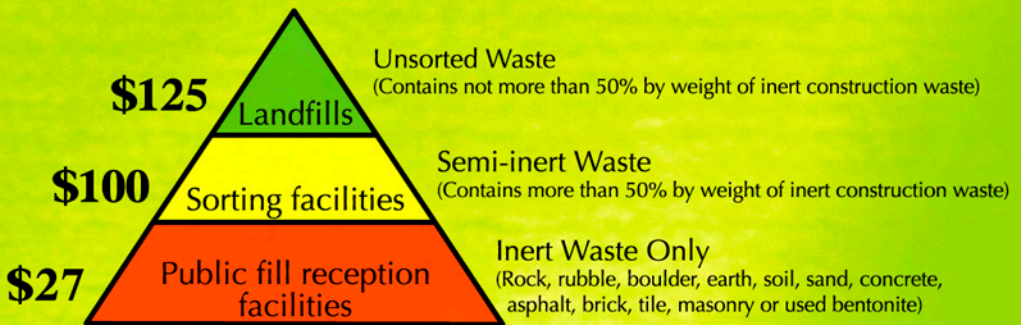 Unsorted Waste
$125
(Contains not more than 50% by weight of inert construction waste)
Landfills
Semi-inert Waste
$100
Sorting facilities
(Contains more than 50% by weight of inert construction waste)
Inert Waste Only
$27
Public fill reception
facilities
(Rock, rubble, boulder, earth, soil, sand, concrete,
asphalt, brick, tile, masonry or used bentonite)